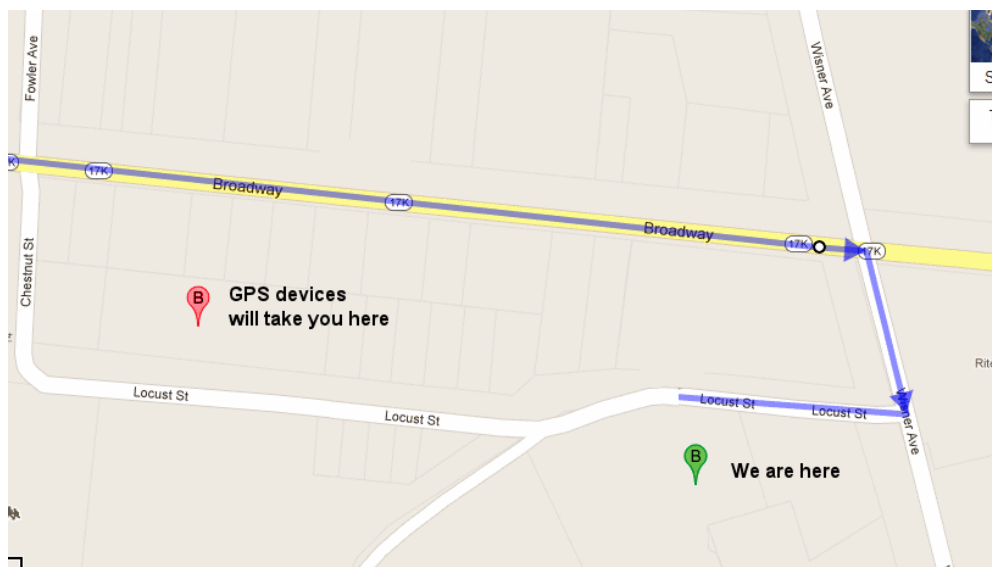 Fowler Ave
Wisner Ave
S
K
17K
Broadway
17K
Broadway
17K
17K
Chestnut St
B
GPS devices
will take you here
Rite
Locust St
Locust St
Locust St
Locust St
Wisner Ave
B
We are here